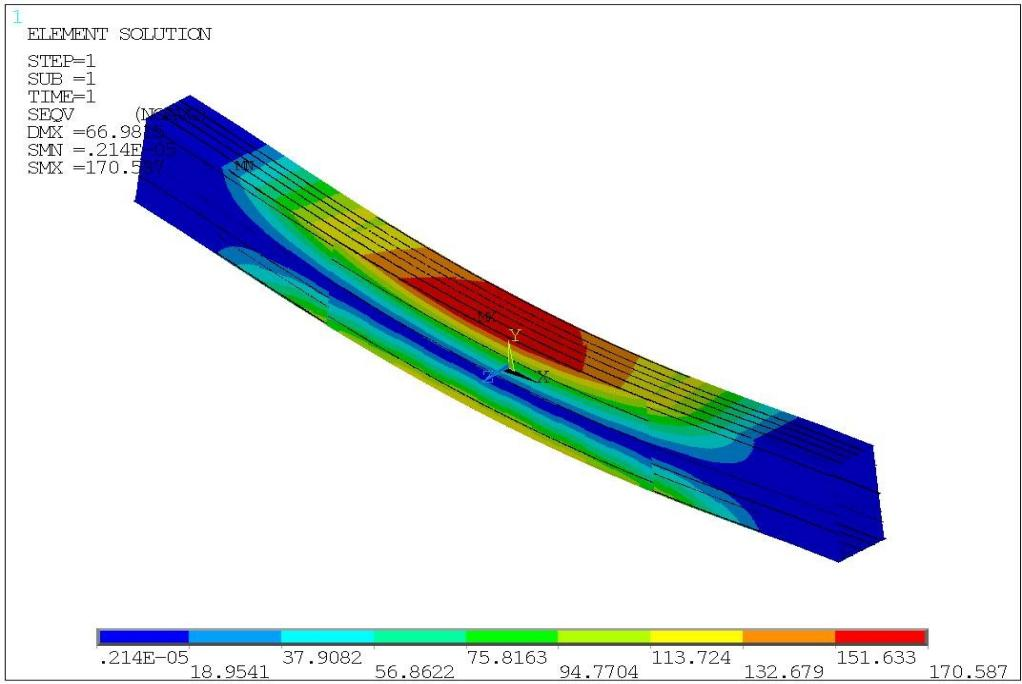 1
ELEMENT SOLUTION
STEP=1
SUB =1
TIME=1
SEQV
DMX =66.98
SMN =.214E-05
SMX =170.587
MN
MX
Y
Z X
.214E-05 37.9082 75.8163 113.724 151.633
18.9541 56.8622 94.7704 132.679 170.587